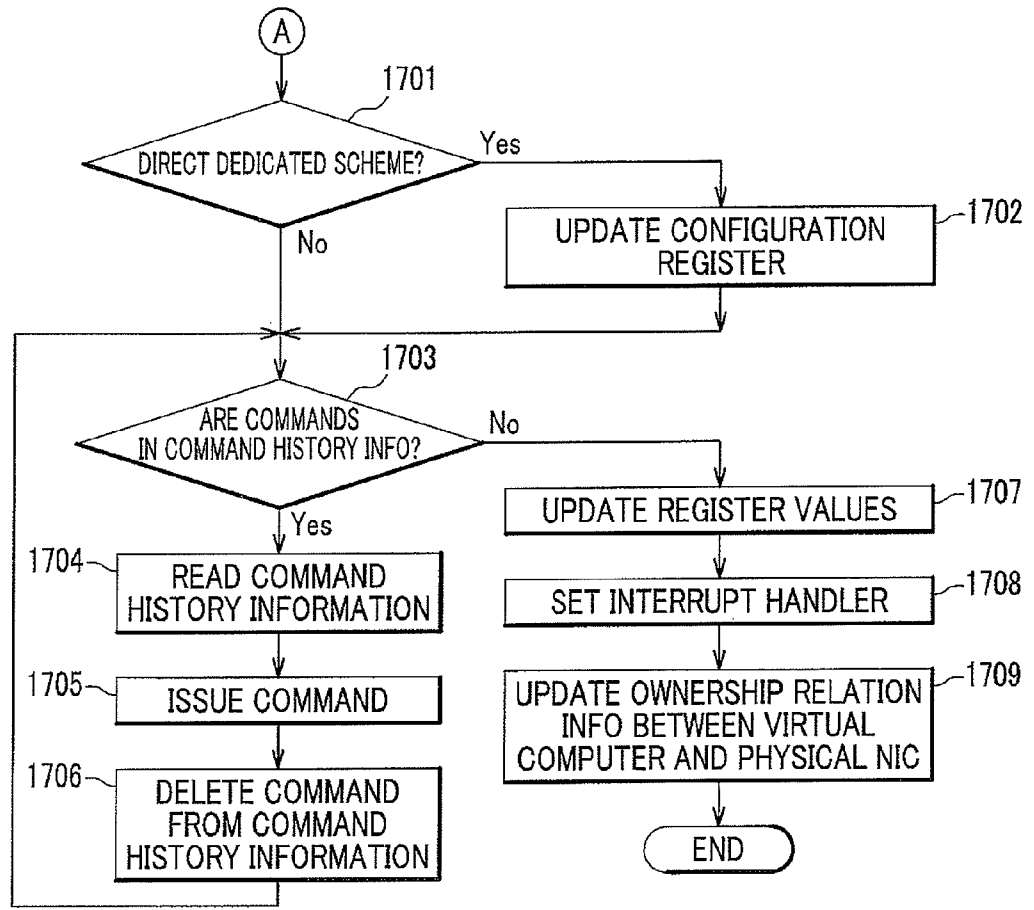 A
1701
DIRECT DEDICATED SCHEME?
Yes
No
1702
UPDATE CONFIGURATION
REGISTER
1703
ARE COMMANDS
IN COMMAND HISTORY INFO?
No
Yes
1704
READ COMMAND
HISTORY INFORMATION
1705
ISSUE COMMAND
1706
DELETE COMMAND
FROM COMMAND
HISTORY INFORMATION
1707
UPDATE REGISTER VALUES
1708
SET INTERRUPT HANDLER
1709
UPDATE OWNERSHIP RELATION
INFO BETWEEN VIRTUAL
COMPUTER AND PHYSICAL NIC
END